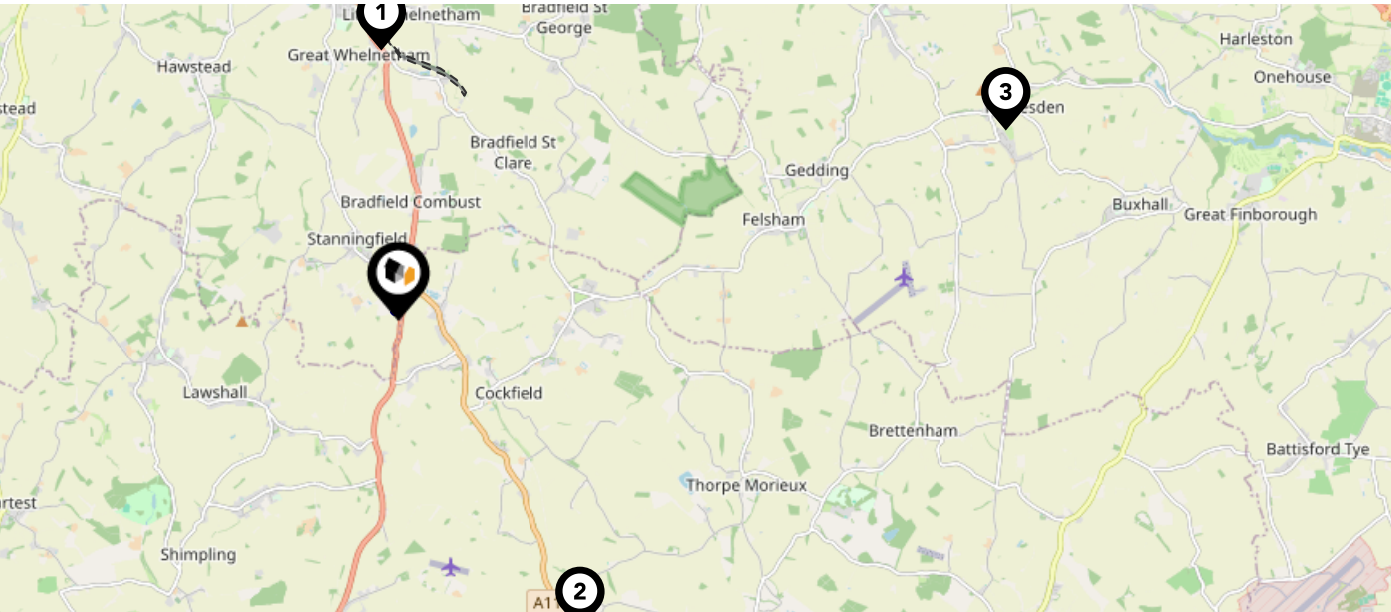 1
Bradfield St
George
Great Whelnetham
Hawstead
Harleston
Onehouse
3
Bradfield St
Clare
Gedding
Bradfield Combust
Buxhall
Great Finborough
Felsham
Stanningfield
Lawshall
Cockfield
Brettenham
Battisford Tye
Thorpe Morieux
Shimpling
2